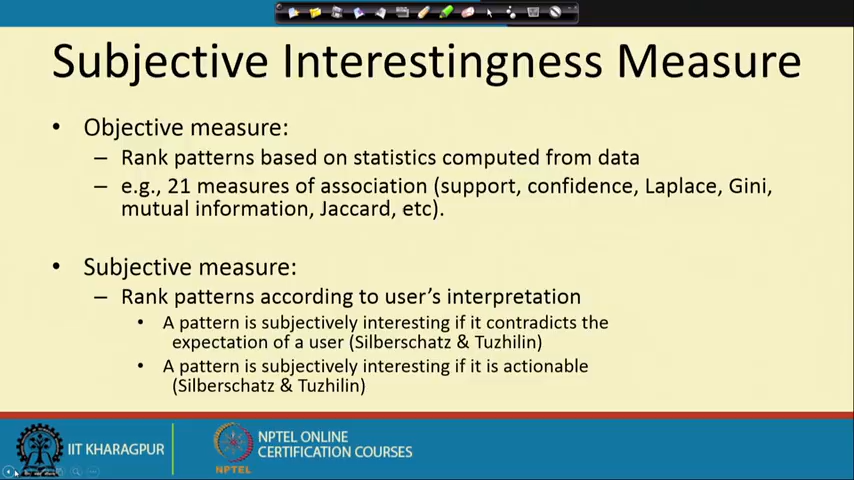 Subjective Interestingness Measure
• Objective measure:
– Rank patterns based on statistics computed from data
– e.g., 21 measures of association (support, confidence, Laplace, Gini,
mutual information, Jaccard, etc).
• Subjective measure:
– Rank patterns according to user's interpretation
• A pattern is subjectively interesting if it contradicts the
expectation of a user (Silberschatz & Tuzhilin)
• A pattern is subjectively interesting if it is actionable
(Silberschatz & Tuzhilin)
IIT KHARAGPUR
NPTEL
NPTEL ONLINE
CERTIFICATION COURSES